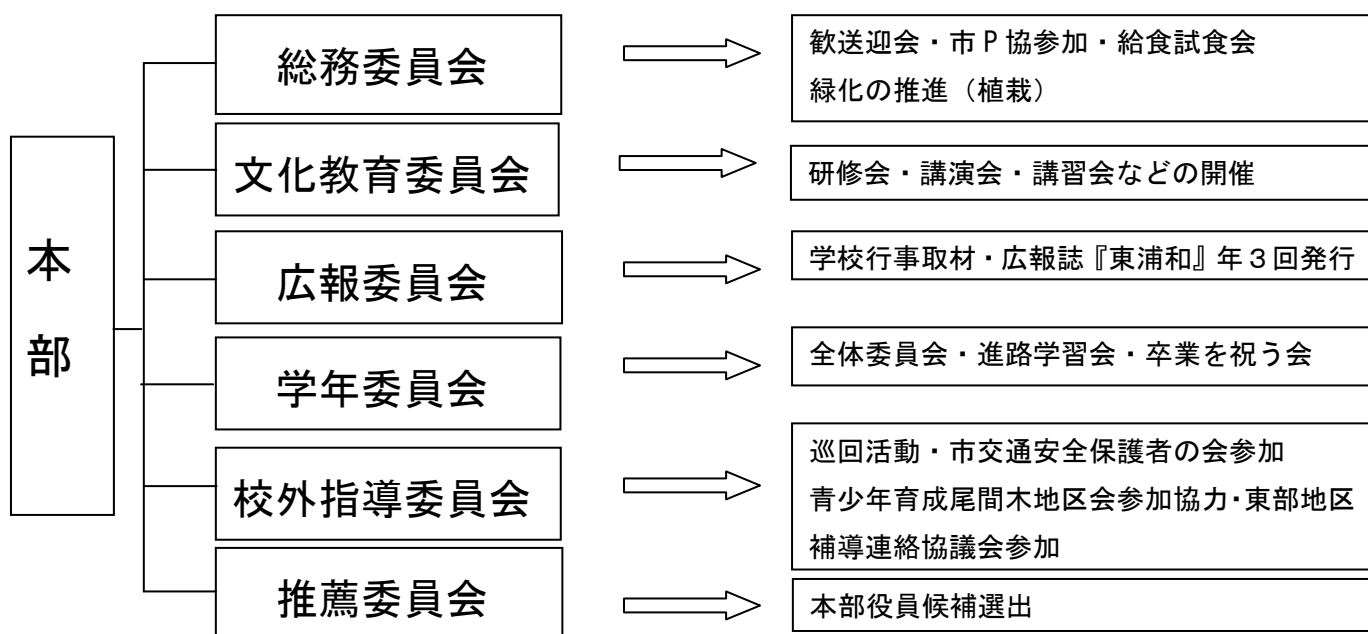 本部
総務委員会
歓送迎会・市P協参加・給食試食会
緑化の推進（植栽）
文化教育委員会
研修会・講演会・講習会などの開催
広報委員会
学校行事取材・広報誌『東浦和』年３回発行
学年委員会
全体委員会・進路学習会・卒業を祝う会
校外指導委員会
巡回活動・市交通安全保護者の会参加
青少年育成尾間木地区会参加協力・東部地区
補導連絡協議会参加
推薦委員会
本部役員候補選出